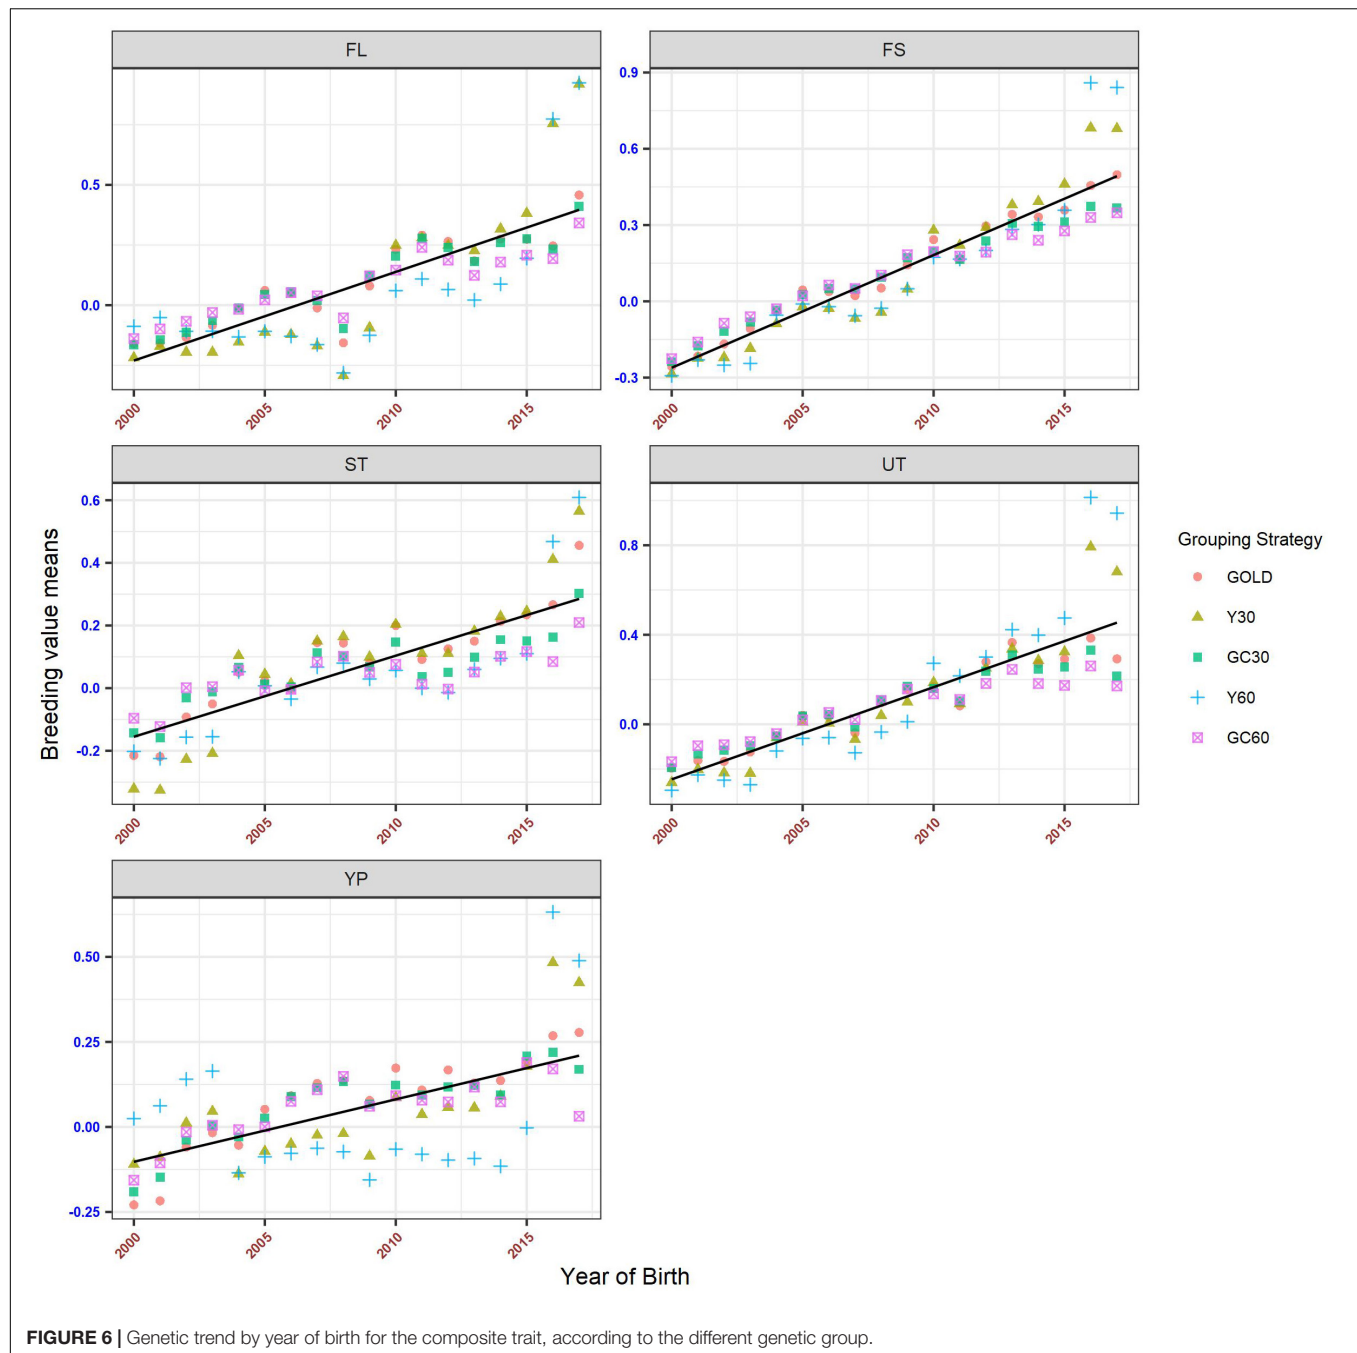 FL
FS
0.5
0.0
0.9
0.6
0.3
0.0
-0.3
2000
2005
2010
2015
2000
2005
2010
2015
ST
UT
0.6
0.4
0.2
0.0
-0.2
0.8
0.4
0.0
2000
2005
2010
2015
2000
2005
2010
2015
YP
0.50
0.25
0.00
-0.25
2000
2005
2010
2015
Breeding value means
Year of Birth
Grouping Strategy
GOLD
Y30
GC30
Y60
GC60
FIGURE 6 | Genetic trend by year of birth for the composite trait, according to the different genetic group.